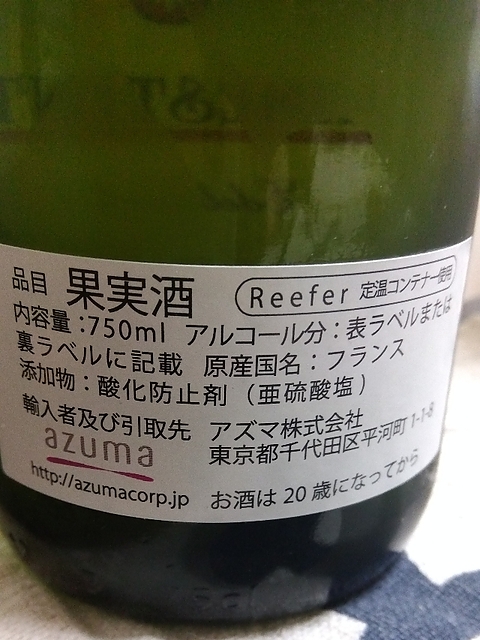 品目 果実酒 Reefer 定温コンテナー使用
内容量:750ml アルコール分:表ラベルまたは
裏ラベルに記載 原産国名:フランス
添加物:酸化防止剤(亜硫酸塩)
輸入者及び引取先 アズマ株式会社
azuma 東京都千代田区平河町1-1-8
http://azumacorp.jp お酒は20歳になってから